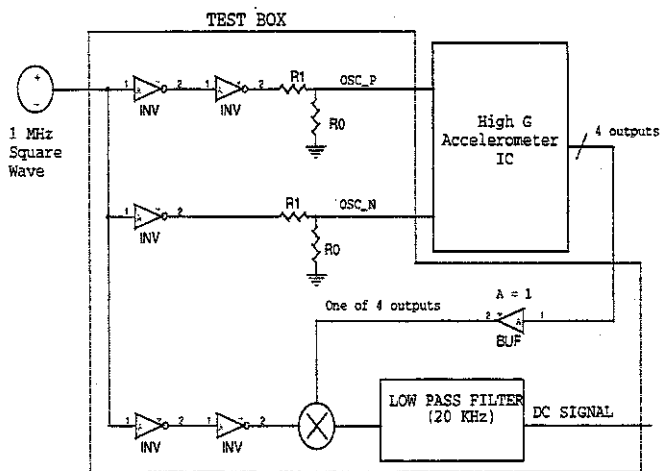 TEST BOX
1 MHz
Square
Wave
1 2 1 2
INV INV
R1
OSC_P
R0
High G
Accelerometer
IC
4 outputs
1 2
INV
R1
OSC_N
R0
A = 1
One of 4 outputs
2 A 1
BUF
1 2 1 2
INV INV
LOW PASS FILTER
(20 KHz)
DC SIGNAL